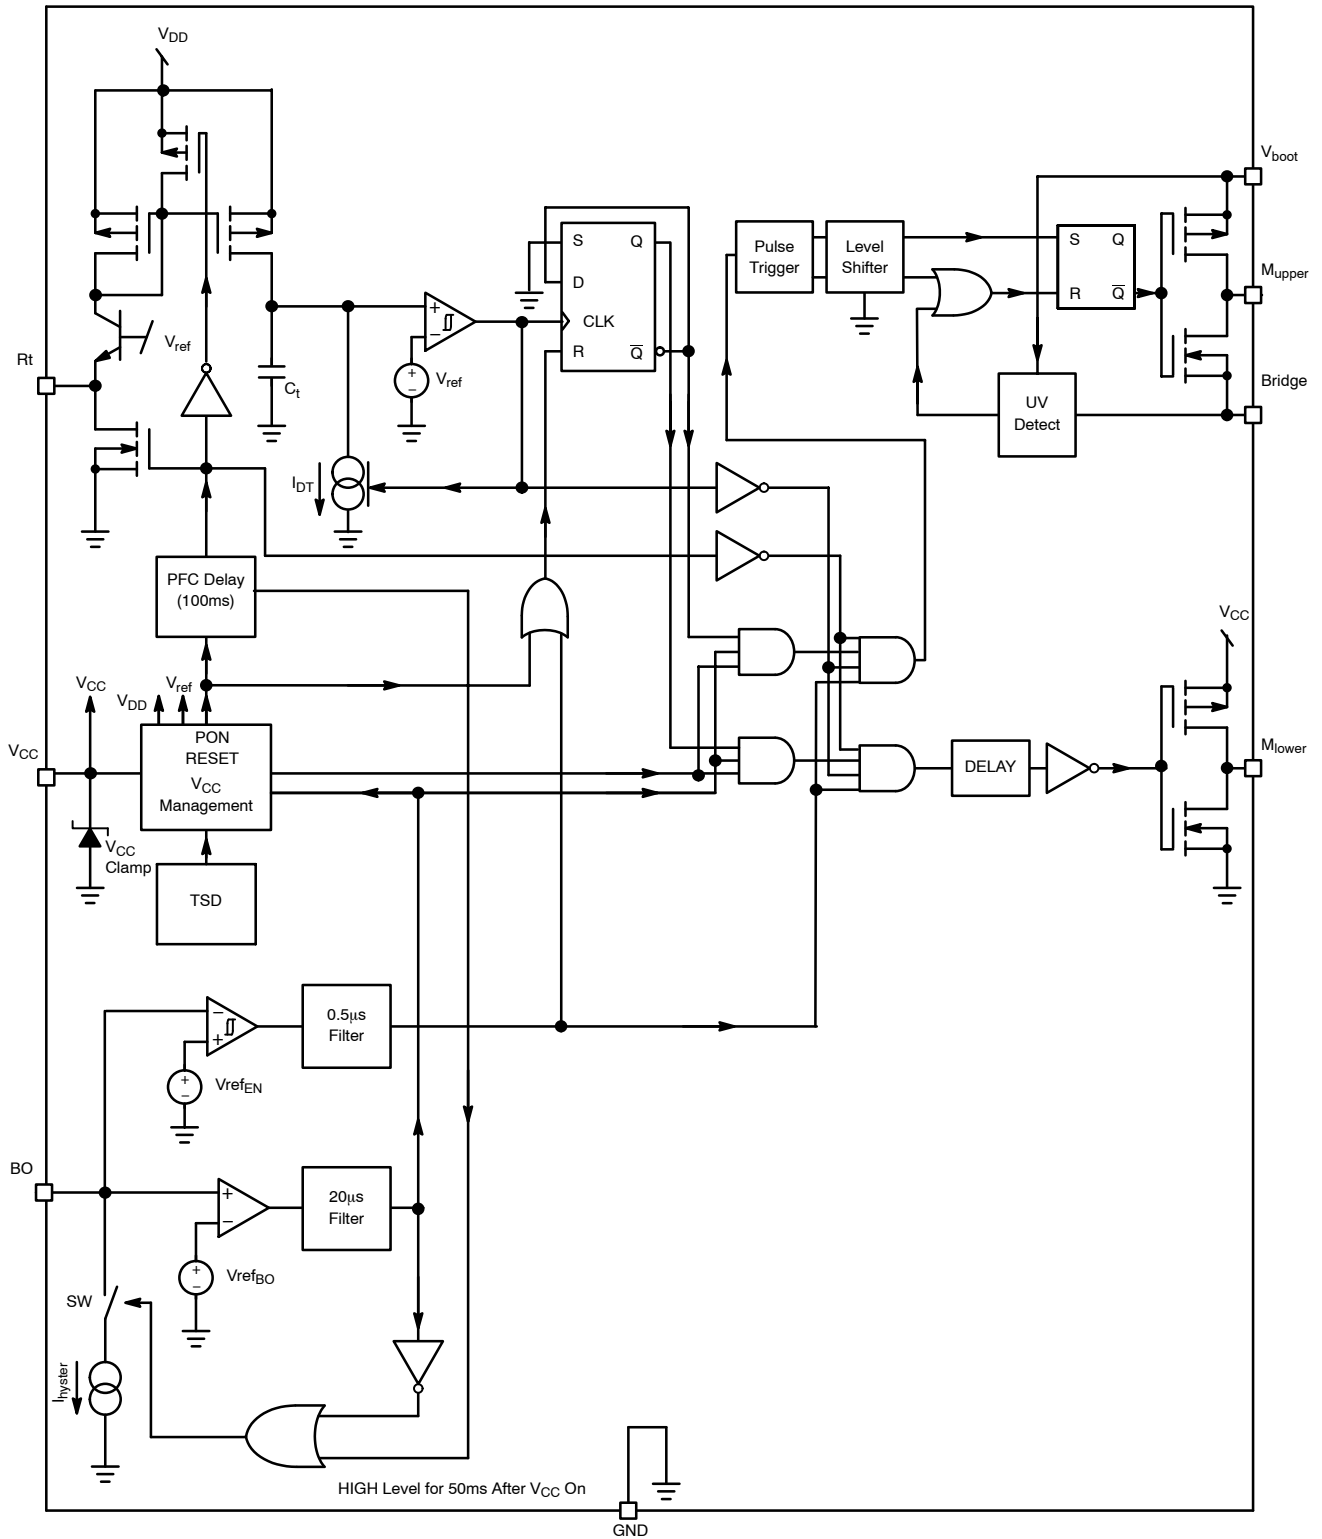 VDD
Vboot
S Q
Pulse
Trigger
Level
Shifter
S Q
D
Mupper
R Q̅
+
−
CLK
Vref
Rt
R Q̅
+
−
Vref
Ct
Bridge
UV
Detect
IDT
PFC Delay
(100ms)
VCC
VCC
Vref
VDD
PON
RESET
VCC
VCC
Management
Mlower
DELAY
VCC
Clamp
TSD
−
+
0.5μs
Filter
+
−
VrefEN
BO
+
−
20μs
Filter
+
−
VrefBO
SW
Ihyster
HIGH Level for 50ms After VCC On
GND